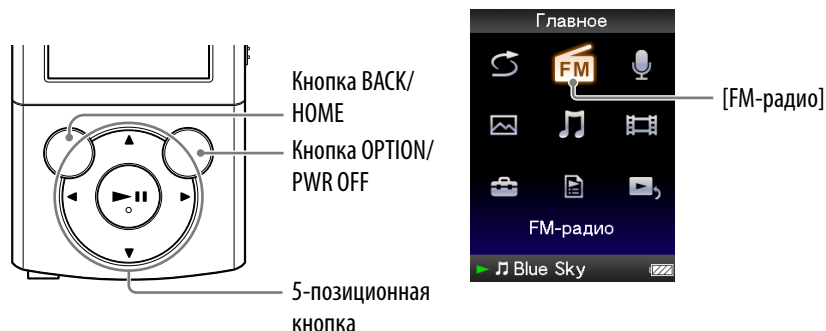 Кнопка BACK/
HOME
Кнопка OPTION/
PWR OFF
5-позиционная
кнопка
Главное
FM
[FM-радио]
FM-радио
Blue Sky